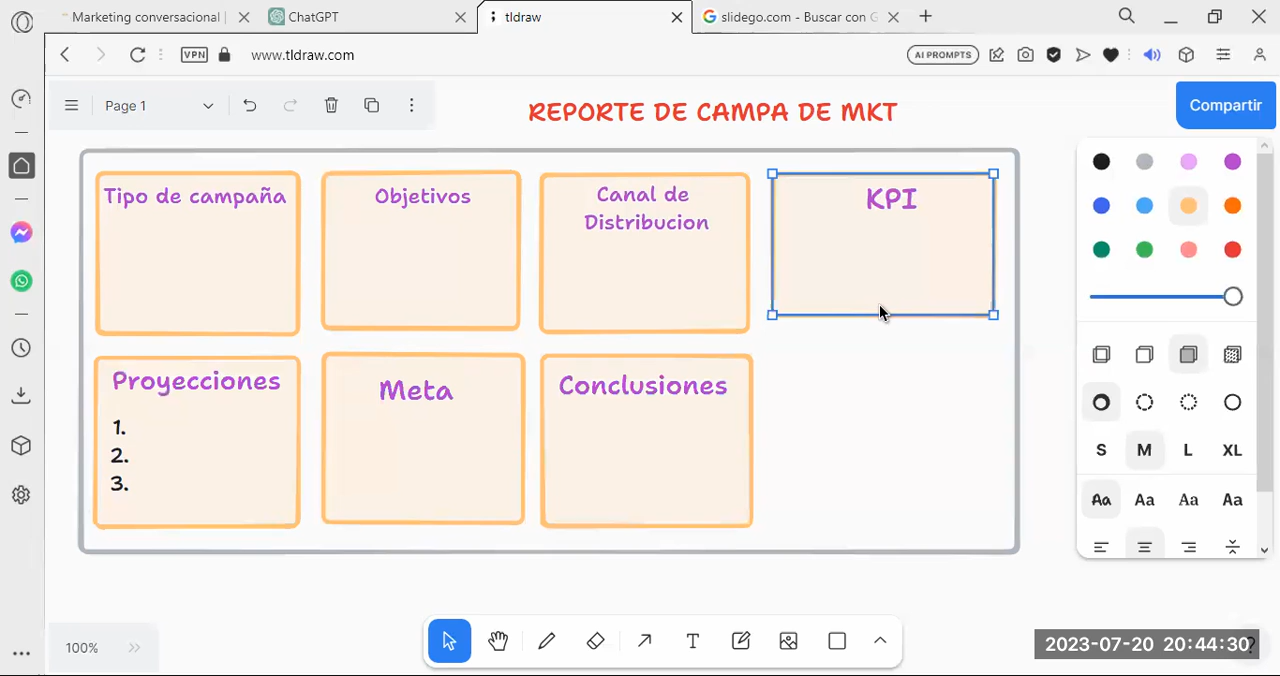 Marketing conversacional |
ChatGPT
tldraw
slidego.com - Buscar con G
VPN
www.tldraw.com
AI PROMPTS
Page 1
REPORTE DE CAMPA DE MKT
Compartir
Tipo de campaña
Objetivos
Canal de
Distribucion
KPI
Proyecciones
1.
2.
3.
Meta
Conclusiones
S M L XL
Aa Aa Aa Aa
T
100%
2023-07-20 20:44:30